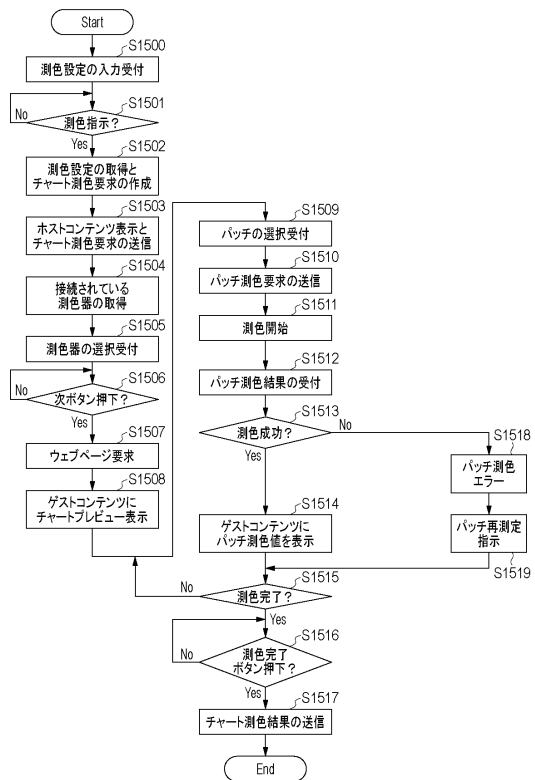 Start
S1500
測色設定の入力受付
S1501
No
測色指示？
Yes
S1502
測色設定の取得と
チャート測色要求の作成
S1503
ホストコンテンツ表示と
チャート測色要求の送信
S1504
接続されている
測色器の取得
S1505
測色器の選択受付
S1506
No
次ボタン押下？
Yes
S1507
ウェブページ要求
S1508
ゲストコンテンツに
チャートプレビュー表示
S1509
パッチの選択受付
S1510
パッチ測色要求の送信
S1511
測色開始
S1512
パッチ測色結果の受付
S1513
測色成功？
No
Yes
S1518
パッチ測色
エラー
S1514
ゲストコンテンツに
パッチ測色値を表示
パッチ再測定
指示
S1519
S1515
No
測色完了？
Yes
S1516
No
測色完了
ボタン押下？
Yes
S1517
チャート測色結果の送信
End